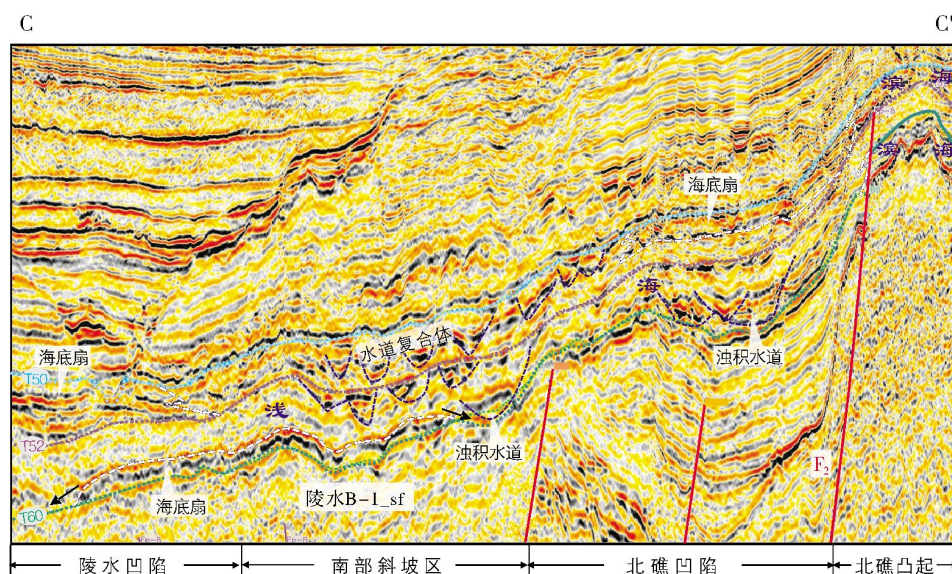 C
C'
滨 海
滨 海
海底扇
海
水道复合体
浊积水道
海底扇
T50
浅
T52
浊积水道
F₂
海底扇
陵水B-1_sf
T60
陵水凹陷
南部斜坡区
北礁凹陷
北礁凸起